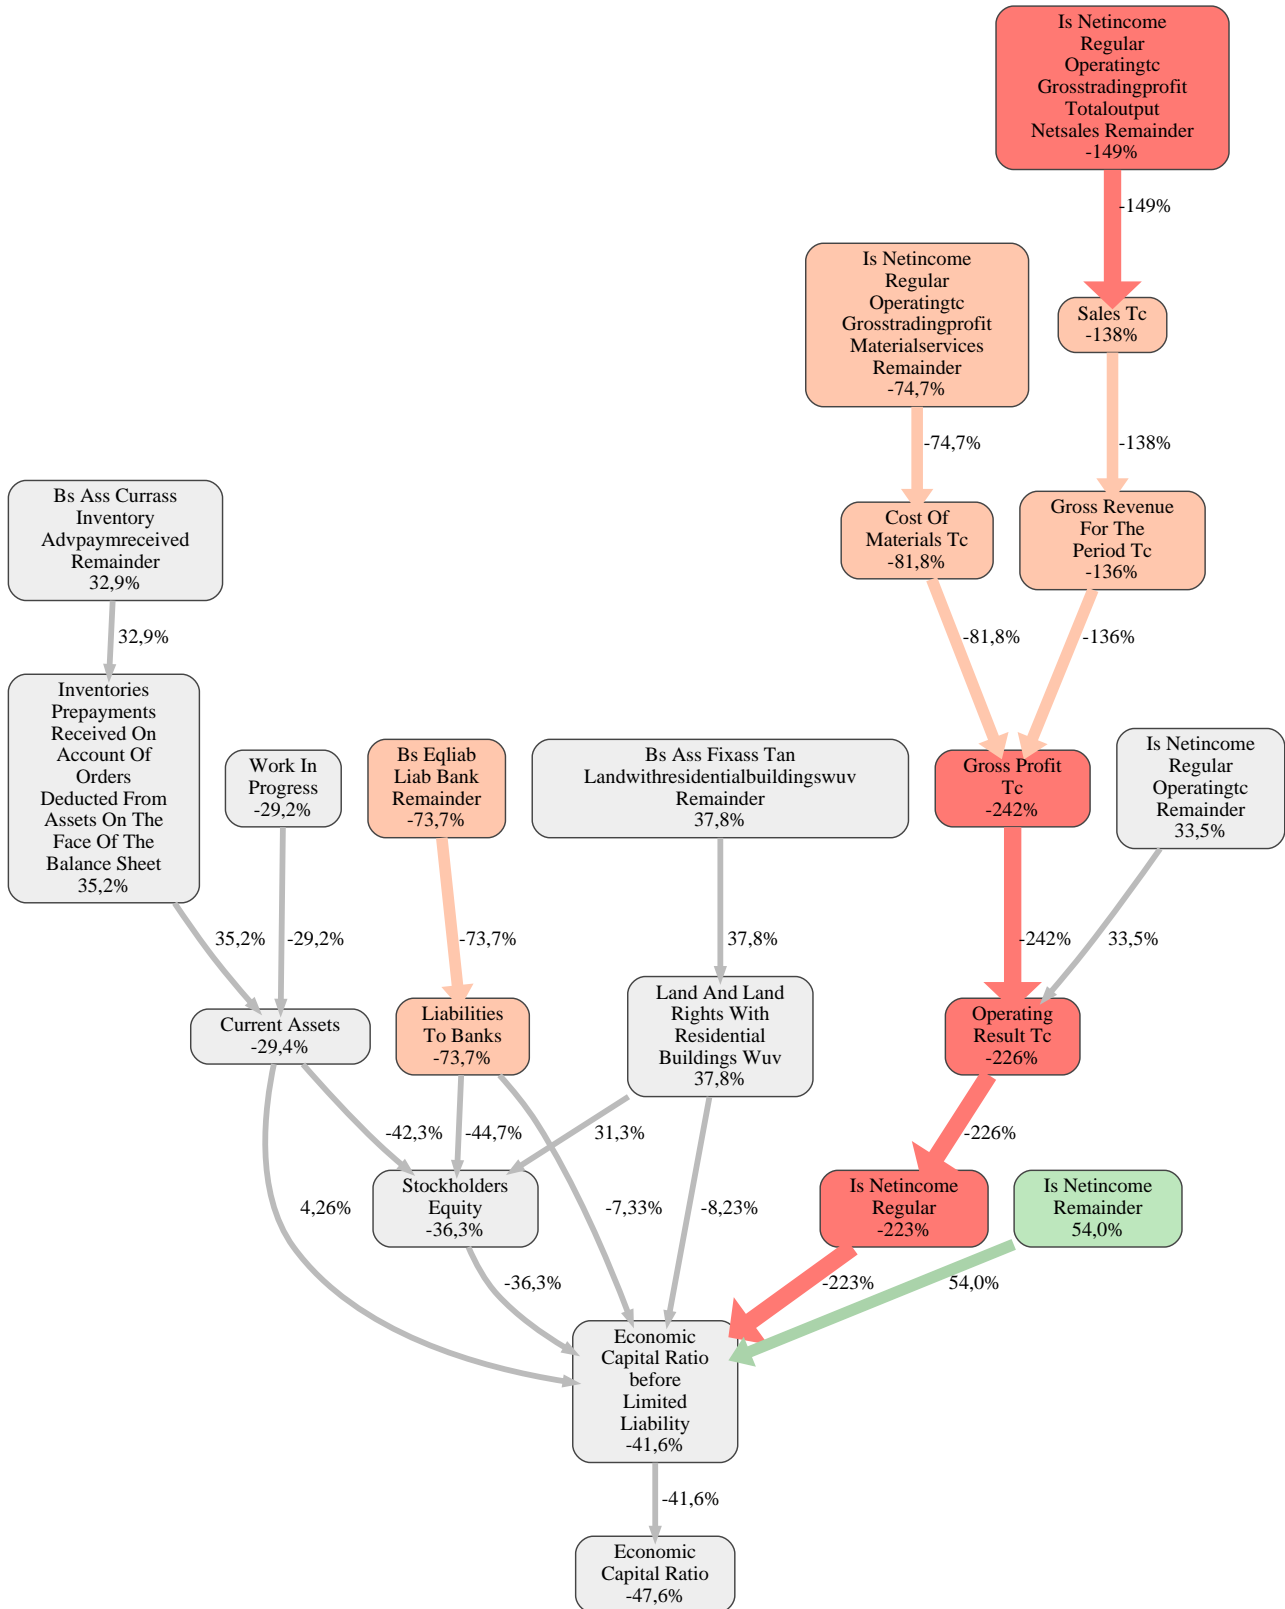 Is Netincome
Regular
Operatingtc
Grosstradingprofit
Totaloutput
Netsales Remainder
-149%
-149%
Is Netincome
Regular
Operatingtc
Grosstradingprofit
Materialservices
Remainder
-74,7%
Sales Tc
-138%
-74,7%
-138%
Bs Ass Currass
Inventory
Advpaymreceived
Remainder
32,9%
Cost Of
Materials Tc
-81,8%
Gross Revenue
For The
Period Tc
-136%
32,9%
-81,8%
-136%
Inventories
Prepayments
Received On
Account Of
Orders
Deducted From
Assets On The
Face Of The
Balance Sheet
35,2%
Work In
Progress
-29,2%
Bs Eqliab
Liab Bank
Remainder
-73,7%
Bs Ass Fixass Tan
Landwithresidentialbuildingswuv
Remainder
37,8%
Gross Profit
Tc
-242%
Is Netincome
Regular
Operatingtc
Remainder
33,5%
35,2%
-29,2%
-73,7%
37,8%
-242%
33,5%
Current Assets
-29,4%
Liabilities
To Banks
-73,7%
Land And Land
Rights With
Residential
Buildings Wuv
37,8%
Operating
Result Tc
-226%
-42,3%
-44,7%
31,3%
-226%
4,26%
Stockholders
Equity
-36,3%
-7,33%
-8,23%
Is Netincome
Regular
-223%
Is Netincome
Remainder
54,0%
-36,3%
-223%
54,0%
Economic
Capital Ratio
before
Limited
Liability
-41,6%
-41,6%
Economic
Capital Ratio
-47,6%